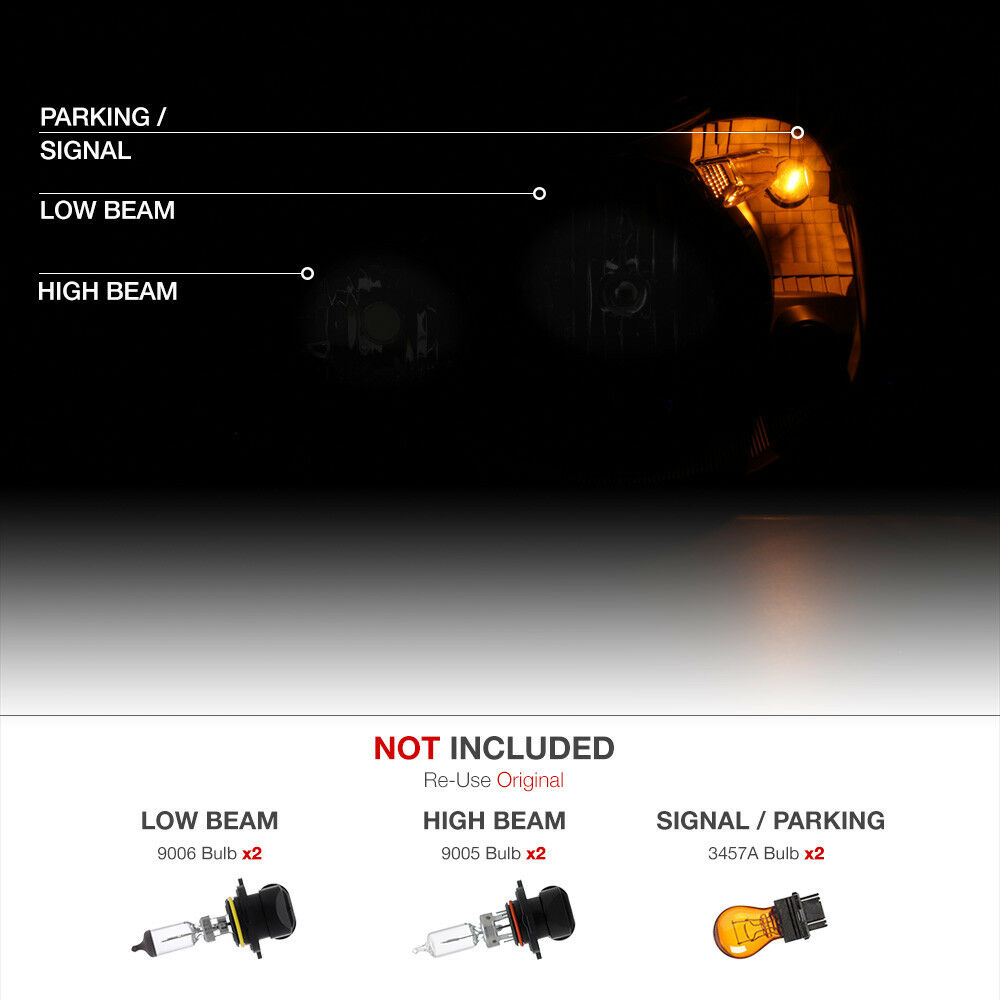 PARKING /
SIGNAL
LOW BEAM
HIGH BEAM
NOT INCLUDED
Re-Use Original
LOW BEAM
9006 Bulb x2
HIGH BEAM
9005 Bulb x2
SIGNAL / PARKING
3457A Bulb x2